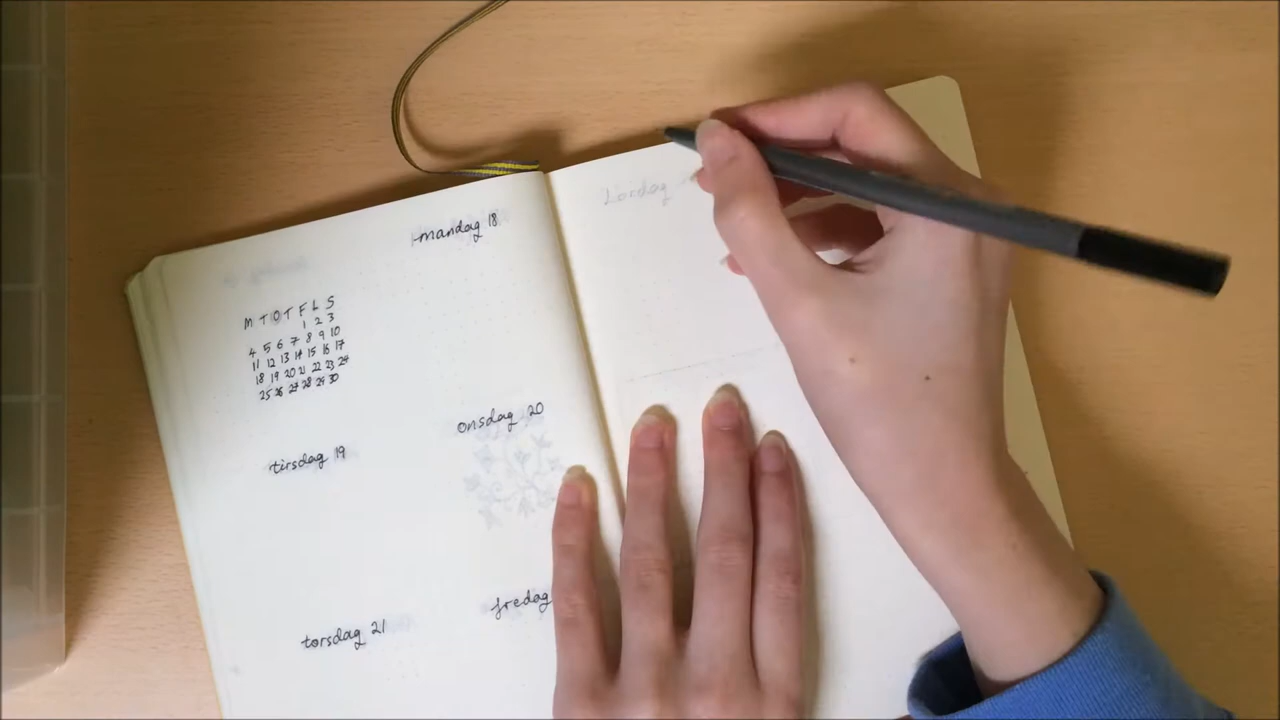 mandag 18
M T O T F L S
1 2 3
4 5 6 7 8 9 10
11 12 13 14 15 16 17
18 19 20 21 22 23 24
25 26 27 28 29 30
onsdag 20
tirsdag 19
fredag
torsdag 21
Lørdag